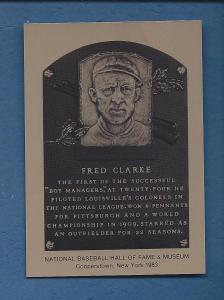 FRED CLARKE
THE FIRST OF THE SUCCESSFUL
"BOY MANAGERS," AT TWENTY-FOUR HE
PILOTED LOUISVILLE'S COLONELS IN
THE NATIONAL LEAGUE. WON 4 PENNANTS
FOR PITTSBURGH AND A WORLD
CHAMPIONSHIP IN 1909. STARRED AS
AN OUTFIELDER FOR 22 SEASONS.
NATIONAL BASEBALL HALL OF FAME & MUSEUM
Cooperstown, New York 1983